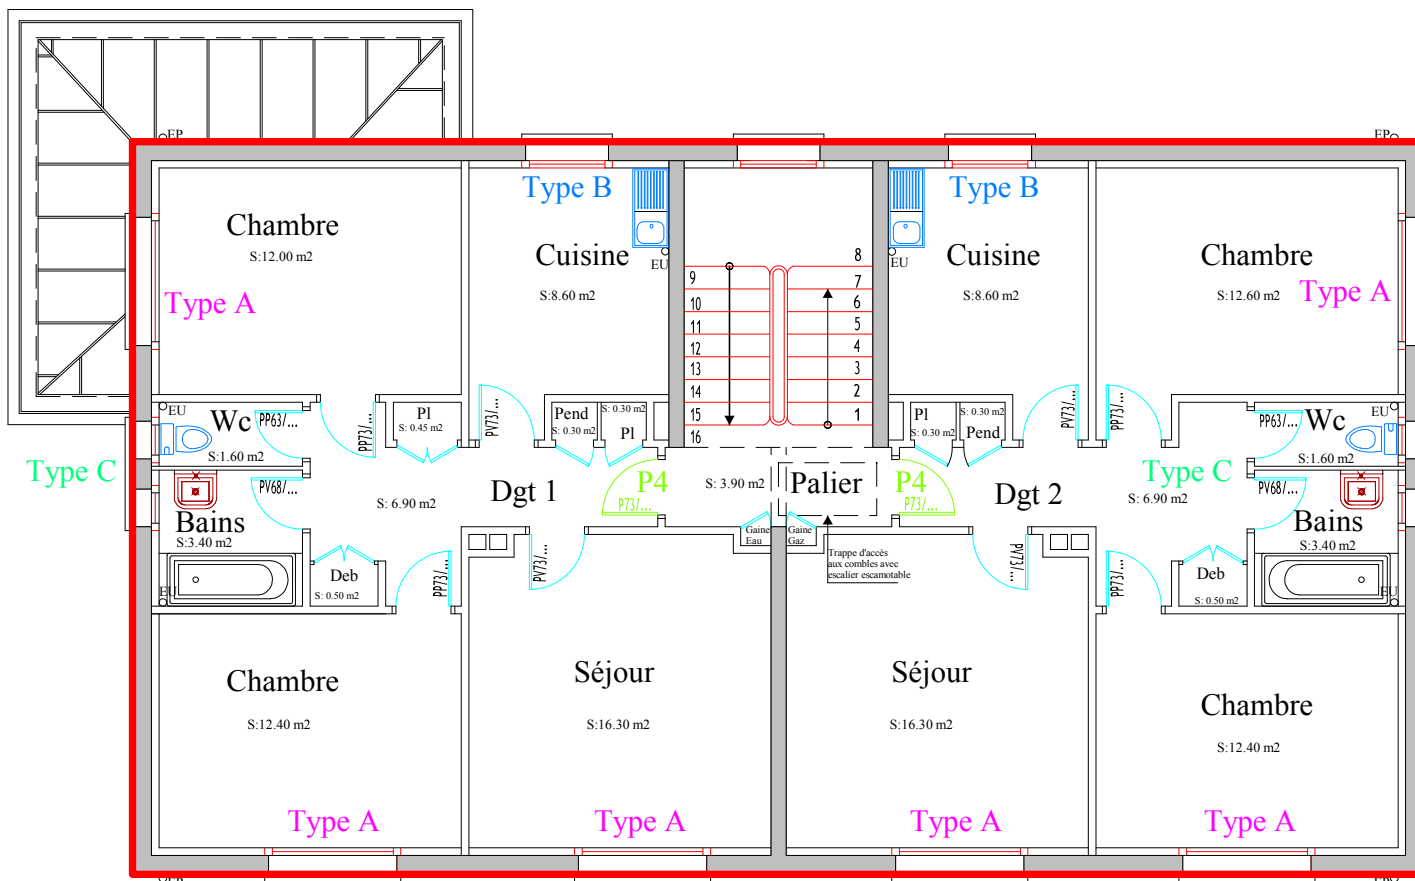 EP
EP
Type B
Type B
Chambre
S:12.00 m2
Cuisine
EU
S:8.60 m2
Type A
8
9
7
10
6
11
5
12
4
13
3
14
2
15
1
16
EU
Cuisine
S:8.60 m2
Chambre
S:12.60 m2
Type A
EU
Wc
S:1.60 m2
PP63/...
PP73/...
Pl
S: 0.45 m2
PV73/...
Pend
S: 0.30 m2
S: 0.30 m2
Pl
Pl
S: 0.30 m2
S: 0.30 m2
Pend
PV73/...
PP73/...
PP63/...
EU
Wc
S:1.60 m2
Type C
Type C
PV68/...
Bains
S:3.40 m2
S: 6.90 m2
Dgt 1
P4
P73/...
S: 3.90 m2
Palier
P4
P73/...
Dgt 2
S: 6.90 m2
PV68/...
Bains
S:3.40 m2
Gaine
Eau
Gaine
Gaz
Trappe d'accès
aux combles avec
escalier escamotable
EU
Deb
S: 0.50 m2
PP73/...
PV73/...
PV73/...
PP73/...
Deb
S: 0.50 m2
EU
Chambre
S:12.40 m2
Séjour
S:16.30 m2
Séjour
S:16.30 m2
Chambre
S:12.40 m2
Type A
Type A
Type A
Type A